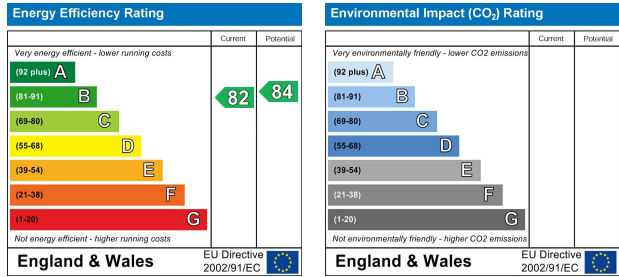 Energy Efficiency Rating
Current Potential
Very energy efficient - lower running costs
(92 plus) A
(81-91) B
(69-80) C
(55-68) D
(39-54) E
(21-38) F
(1-20) G
82
84
Not energy efficient - higher running costs
England & Wales
EU Directive
2002/91/EC
Environmental Impact (CO₂) Rating
Current Potential
Very environmentally friendly - lower CO2 emissions
(92 plus) A
(81-91) B
(69-80) C
(55-68) D
(39-54) E
(21-38) F
(1-20) G
Not environmentally friendly - higher CO2 emissions
England & Wales
EU Directive
2002/91/EC